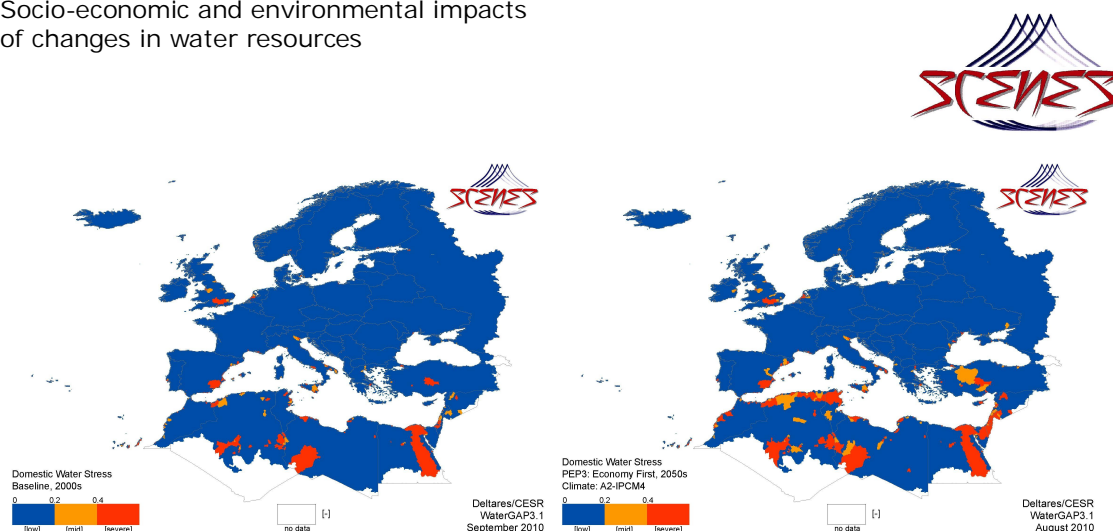 Socio-economic and environmental impacts
of changes in water resources
SCENES
SCENES
Domestic Water Stress
Baseline, 2000s
0 0.2 0.4
[low] [mid] [severe]
[-]
no data
Deltares/CESR
WaterGAP3.1
September 2010
SCENES
Domestic Water Stress
PEP3: Economy First, 2050s
Climate: A2-IPCM4
0 0.2 0.4
[low] [mid] [severe]
[-]
no data
Deltares/CESR
WaterGAP3.1
August 2010